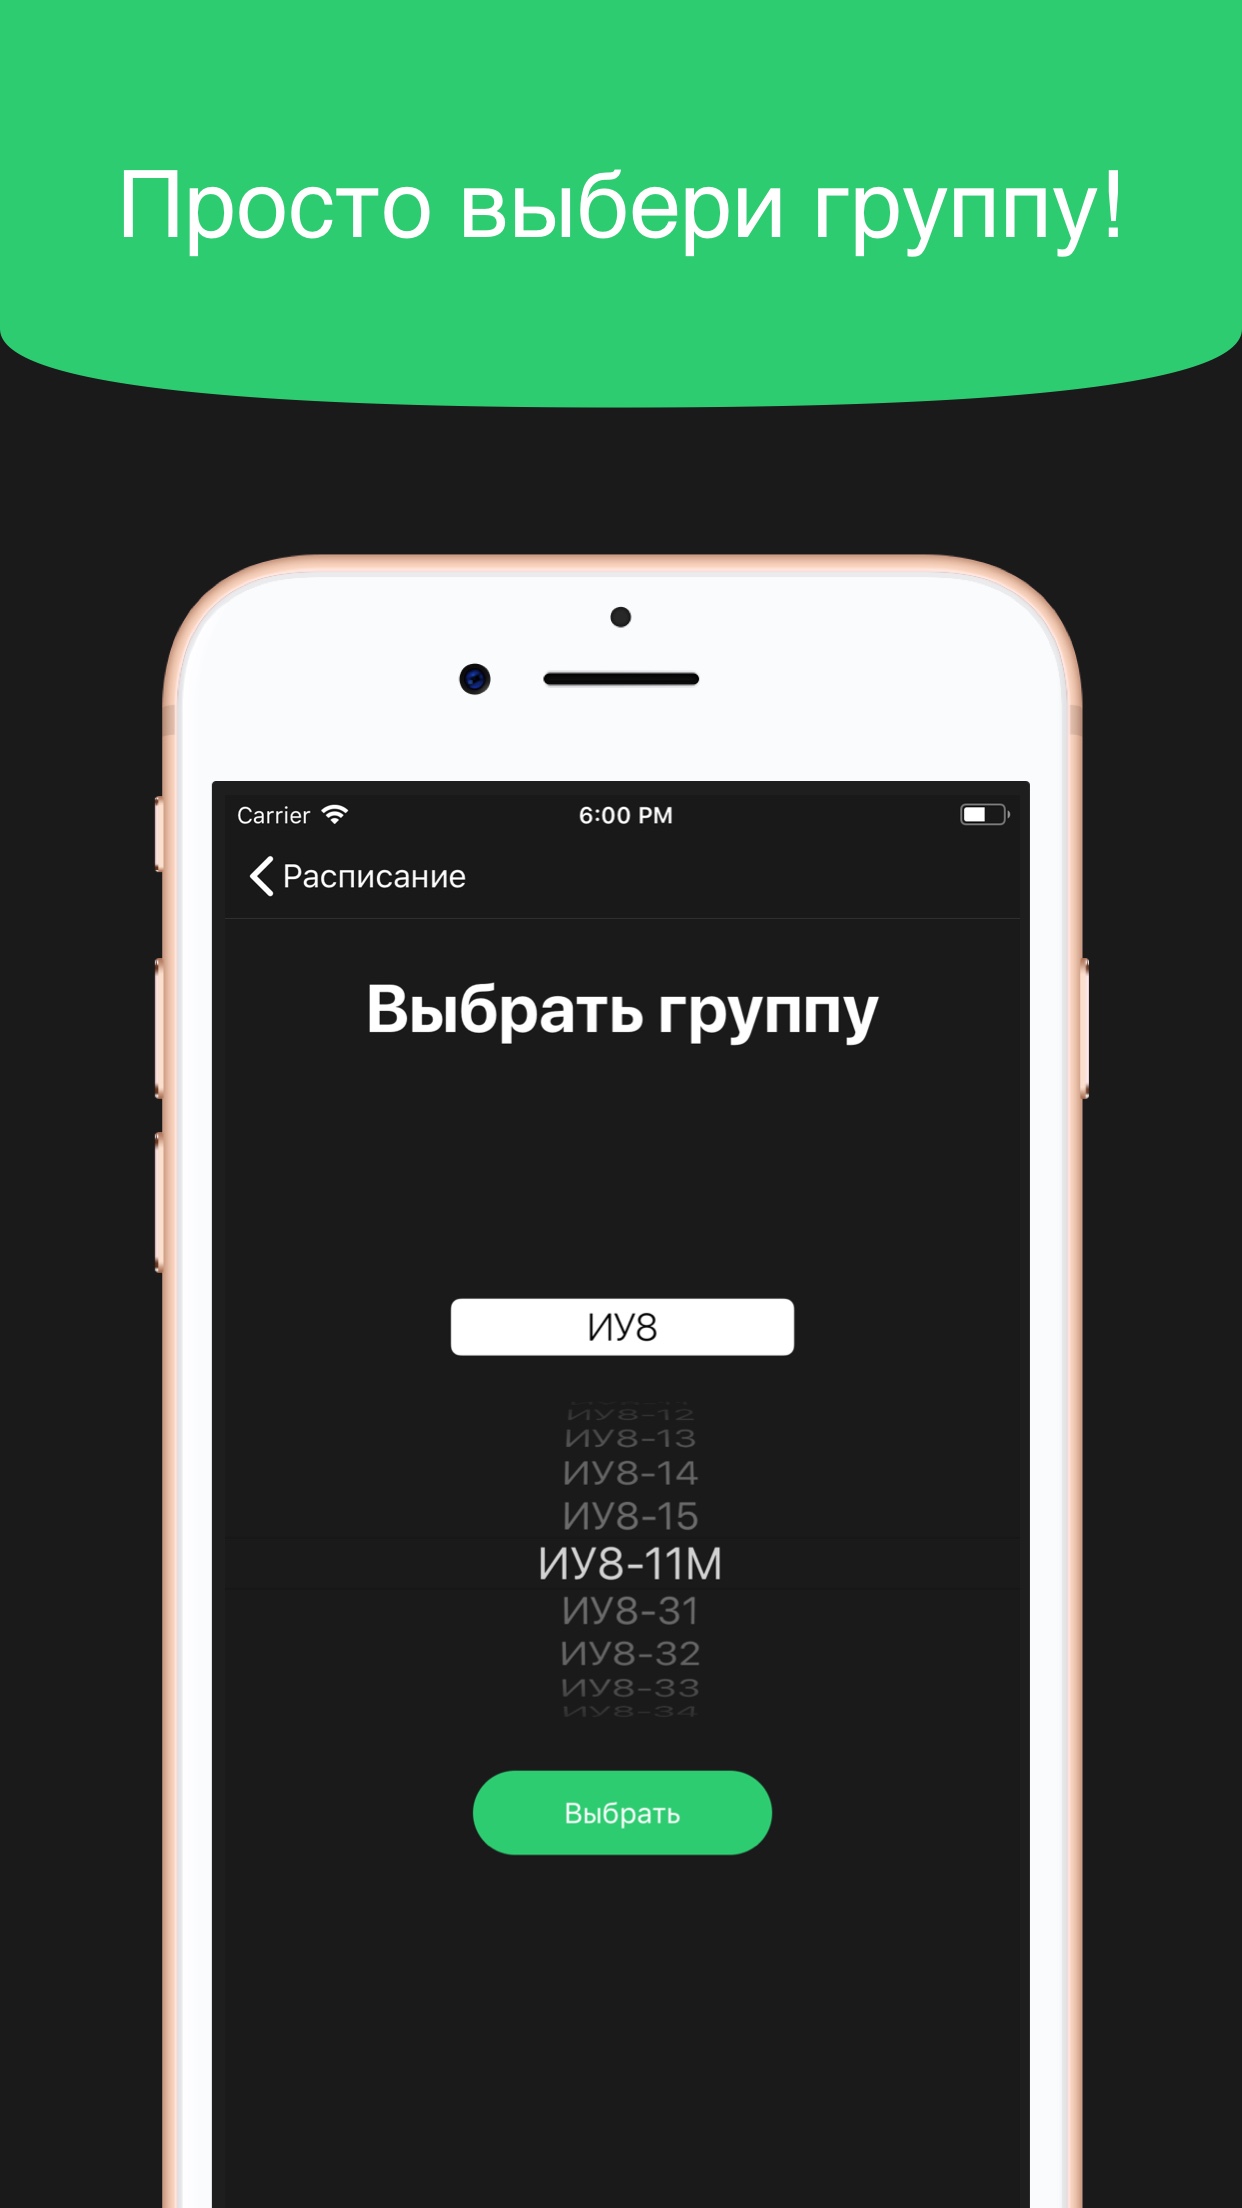 Просто выбери группу!
Carrier 6:00 PM
Расписание
Выбрать группу
ИУ8
ИУ8-12
ИУ8-13
ИУ8-14
ИУ8-15
ИУ8-11М
ИУ8-31
ИУ8-32
ИУ8-33
ИУ8-34
Выбрать